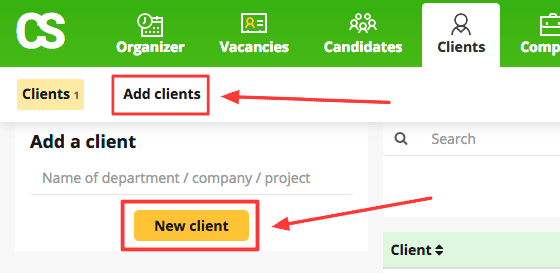 CS
Organizer
Vacancies
Candidates
Clients
Comp
Clients 1
Add clients
Add a client
Name of department / company / project
New client
Search
Client